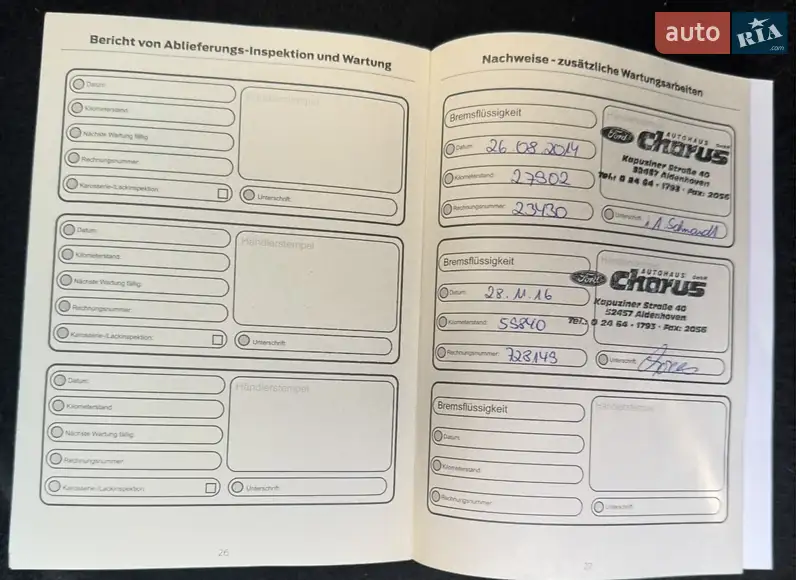 auto RIA .com
Bericht von Ablieferungs-Inspektion und Wartung
Datum:
Kilometerstand:
Nächste Wartung fällig:
Rechnungsnummer:
Karosserie-/Lackinspektion:
Händlerstempel
Unterschrift:
Datum:
Kilometerstand:
Nächste Wartung fällig:
Rechnungsnummer:
Karosserie-/Lackinspektion:
Händlerstempel
Unterschrift:
Datum:
Kilometerstand:
Nächste Wartung fällig:
Rechnungsnummer:
Karosserie-/Lackinspektion:
Händlerstempel
Unterschrift:
26
Nachweise - zusätzliche Wartungsarbeiten
Bremsflüssigkeit
Datum: 26 08.2014
Kilometerstand: 27902
Rechnungsnummer: 23430
Ford AUTOHAUS GmbH
Chorus
Kapuziner Straße 40
52457 Aldenhoven
Tel.: 0 24 64 • 1793 • Fax: 2056
Unterschrift:
Bremsflüssigkeit
Datum: 28.11.16
Kilometerstand: 55840
Rechnungsnummer: 728149
Ford AUTOHAUS GmbH
Chorus
Kapuziner Straße 40
52457 Aldenhoven
Tel.: 0 24 64 • 1793 • Fax: 2056
Unterschrift:
Bremsflüssigkeit
Datum:
Kilometerstand:
Rechnungsnummer:
Händlerstempel
Unterschrift:
27